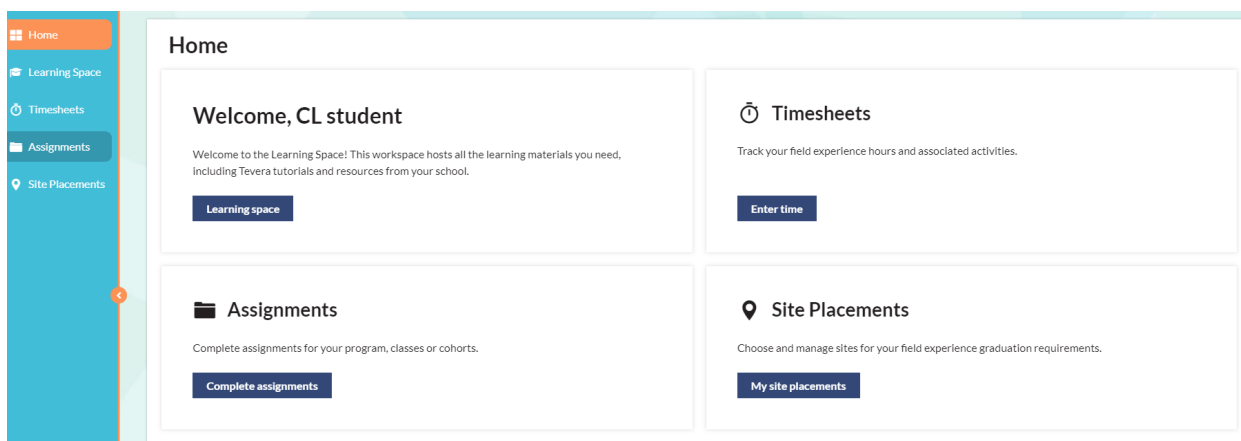 Home
Learning Space
Timesheets
Assignments
Site Placements
Home
Welcome, CL student
Welcome to the Learning Space! This workspace hosts all the learning materials you need,
including Tevera tutorials and resources from your school.
Learning space
Timesheets
Track your field experience hours and associated activities.
Enter time
Assignments
Complete assignments for your program, classes or cohorts.
Complete assignments
Site Placements
Choose and manage sites for your field experience graduation requirements.
My site placements